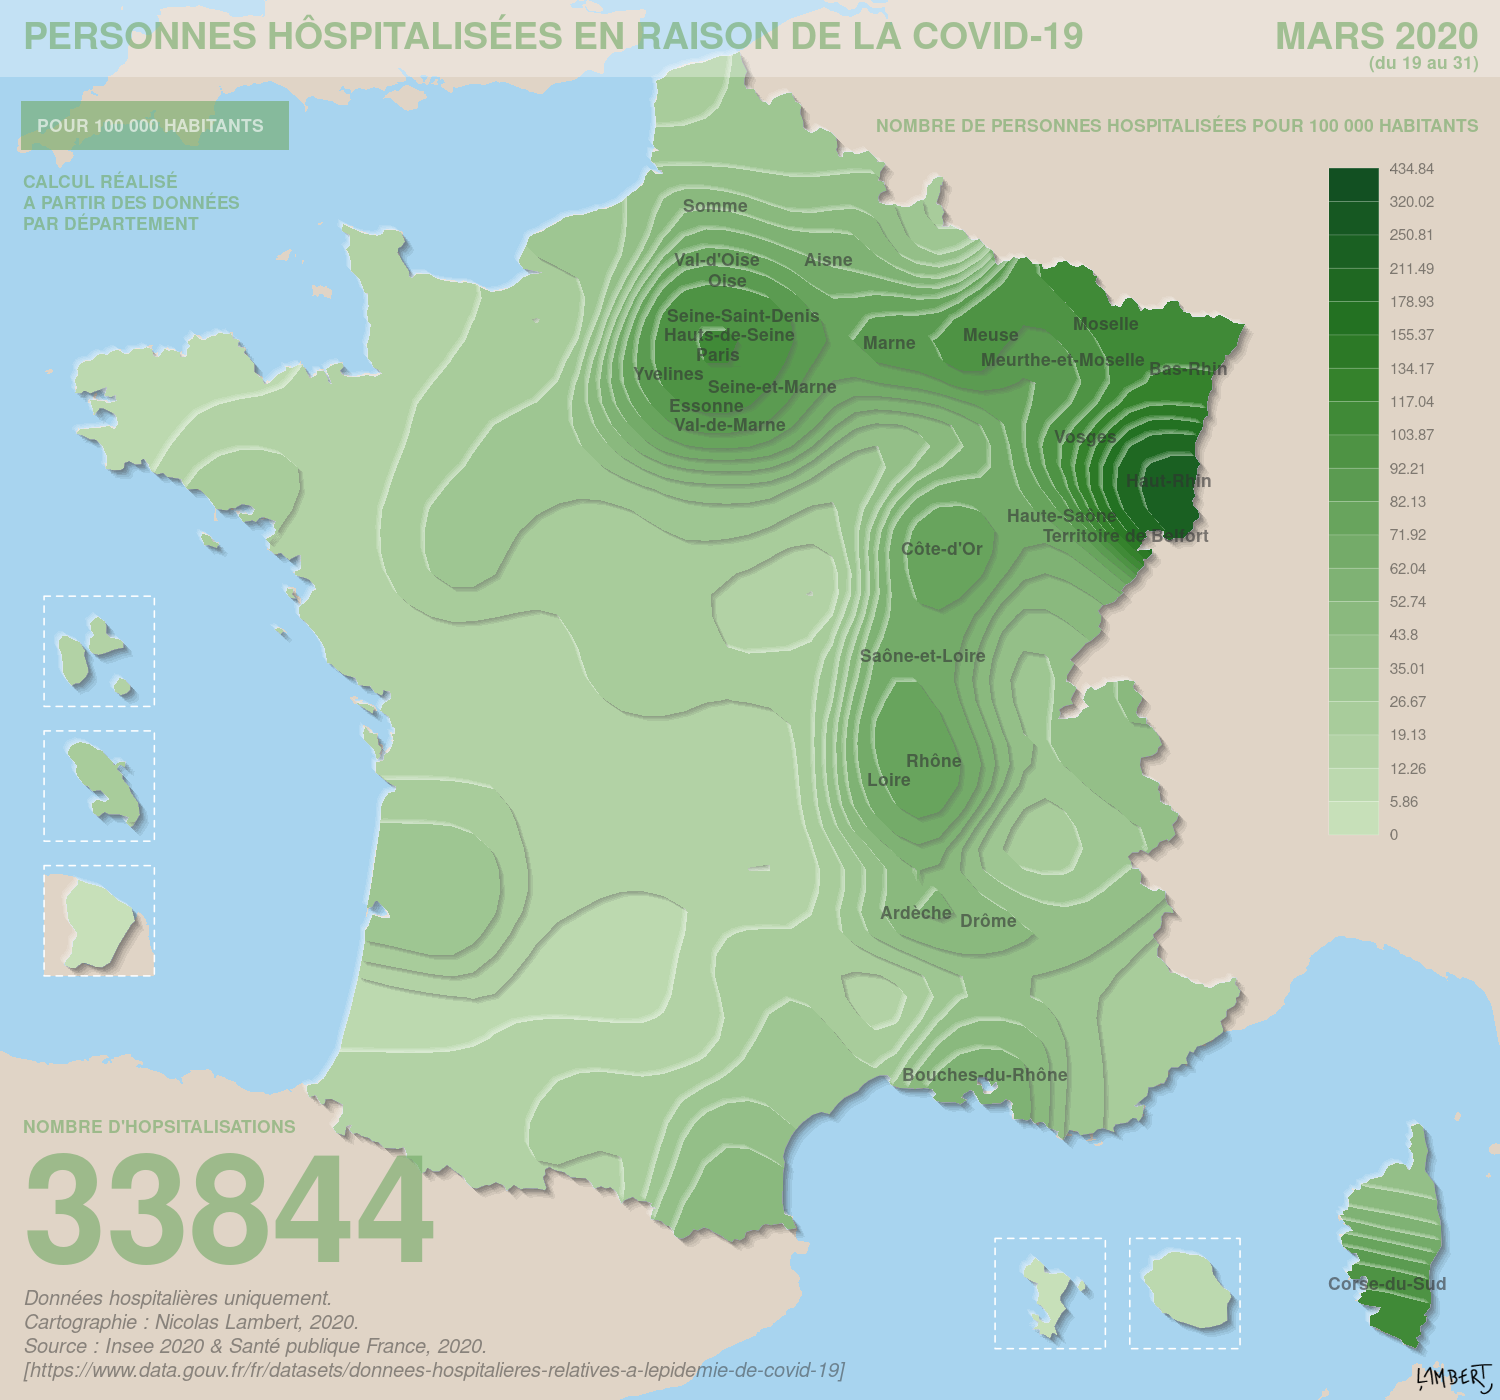 PERSONNES HÔSPITALISÉES EN RAISON DE LA COVID-19
MARS 2020
(du 19 au 31)
POUR 100 000 HABITANTS
NOMBRE DE PERSONNES HOSPITALISÉES POUR 100 000 HABITANTS
CALCUL RÉALISÉ
A PARTIR DES DONNÉES
PAR DÉPARTEMENT
434.84
320.02
250.81
211.49
178.93
155.37
134.17
117.04
103.87
92.21
82.13
71.92
62.04
52.74
43.8
35.01
26.67
19.13
12.26
5.86
0
Somme
Val-d'Oise
Aisne
Oise
Seine-Saint-Denis
Hauts-de-Seine
Paris
Yvelines
Seine-et-Marne
Essonne
Val-de-Marne
Marne
Meuse
Moselle
Meurthe-et-Moselle
Bas-Rhin
Vosges
Haut-Rhin
Haute-Saône
Territoire de Belfort
Côte-d'Or
Saône-et-Loire
Rhône
Loire
Ardèche
Drôme
Bouches-du-Rhône
Corse-du-Sud
NOMBRE D'HOPSITALISATIONS
33844
Données hospitalières uniquement.
Cartographie : Nicolas Lambert, 2020.
Source : Insee 2020 & Santé publique France, 2020.
[https://www.data.gouv.fr/fr/datasets/donnees-hospitalieres-relatives-a-lepidemie-de-covid-19]
LAMBERT